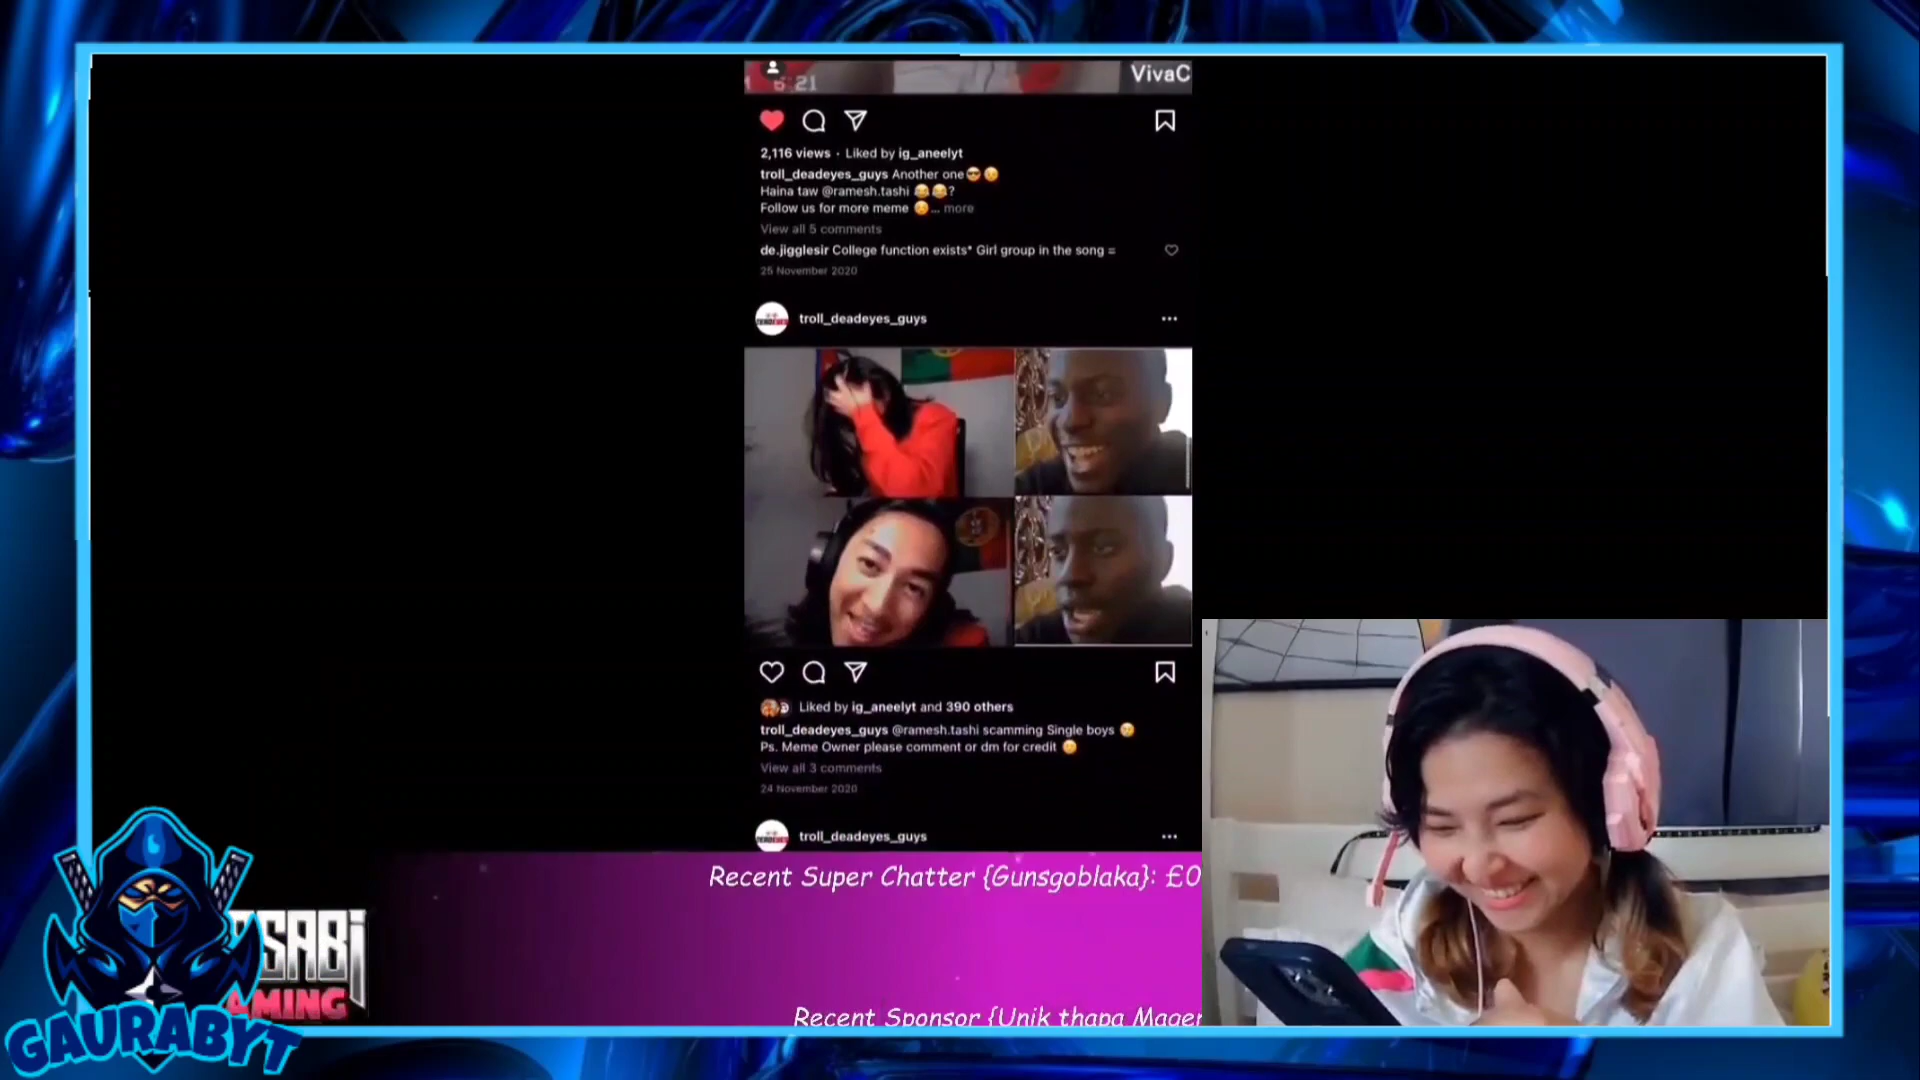 6:21
VivaC
2,116 views · Liked by ig_aneelyt
troll_deadeyes_guys Another one😎😏
Haina taw @ramesh.tashi 😂😂?
Follow us for more meme ... more
View all 5 comments
de.jigglesir College function exists* Girl group in the song =
25 November 2020
troll_deadeyes_guys
Liked by ig_aneelyt and 390 others
troll_deadeyes_guys @ramesh.tashi scamming Single boys
Ps. Meme Owner please comment or dm for credit
View all 3 comments
24 November 2020
troll_deadeyes_guys
Recent Super Chatter {Gunsgoblaka}: £0
Recent Sponsor {Unik thapa Mager
SABI
AMING
GAURABYT